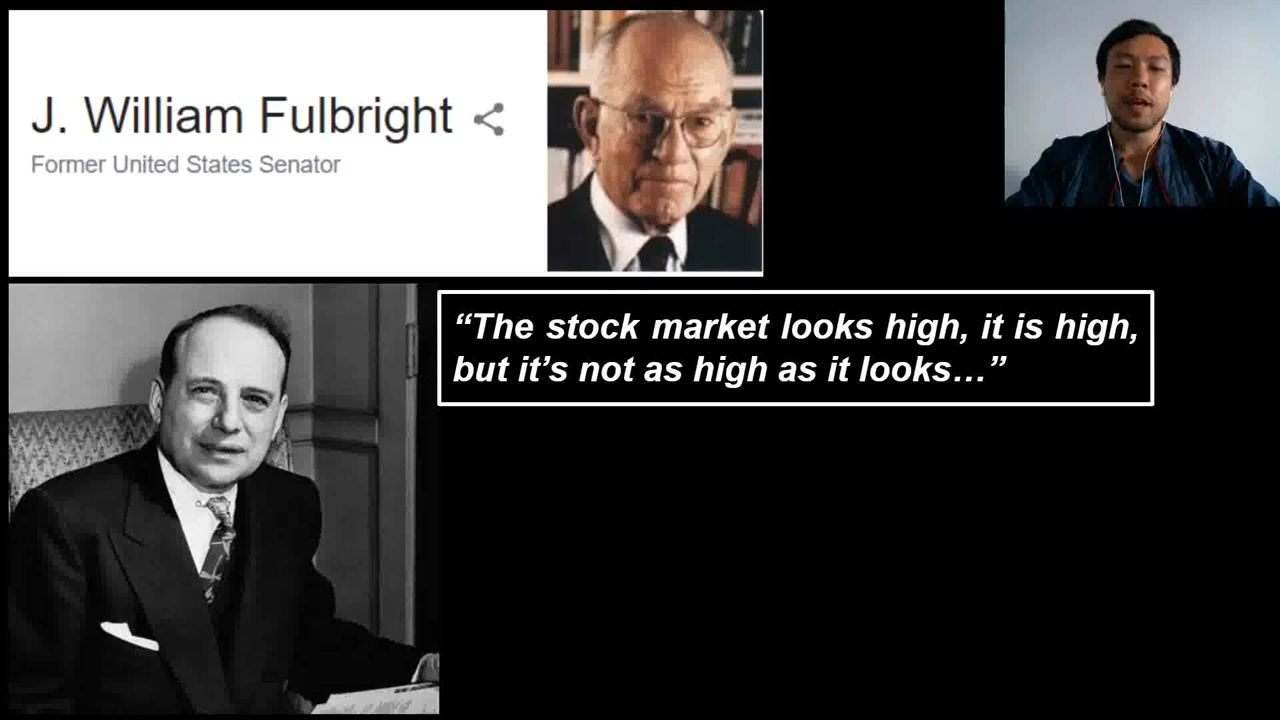 J. William Fulbright
Former United States Senator
“The stock market looks high, it is high,
but it’s not as high as it looks…”